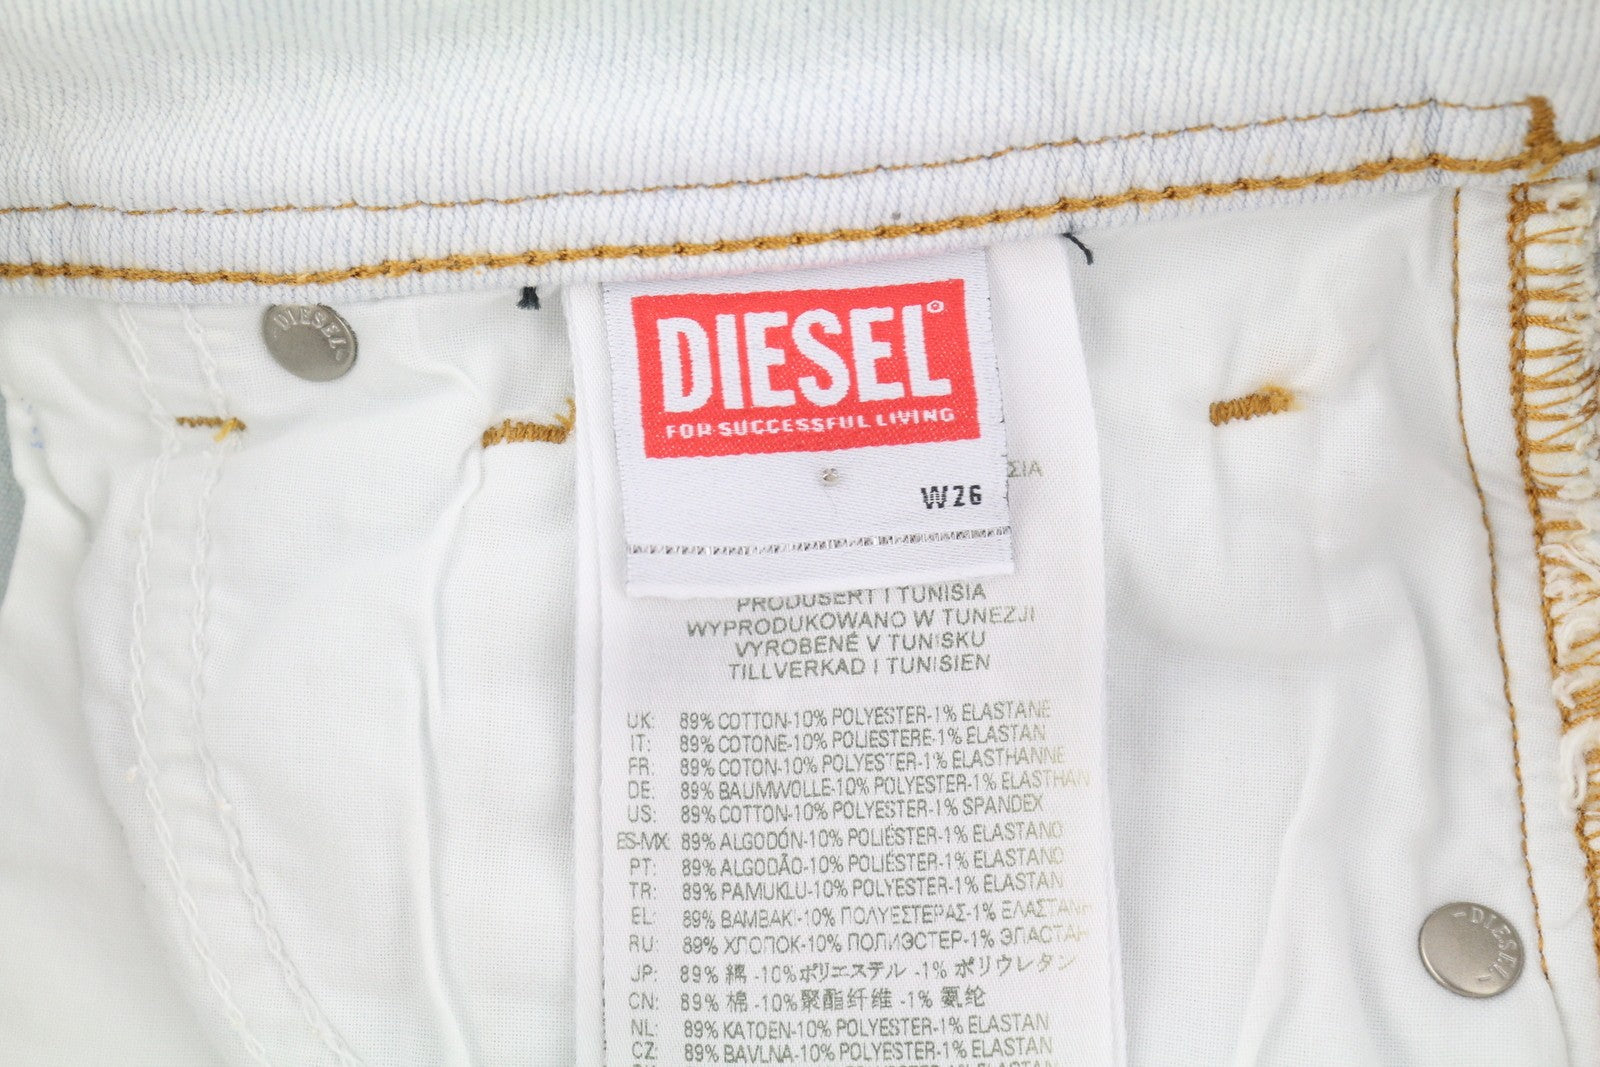 DIESEL
DIESEL®
FOR SUCCESSFUL LIVING
W26
PRODUSERT I TUNISIA
WYPRODUKOWANO W TUNEZJI
VYROBENÉ V TUNISKU
TILLVERKAD I TUNISIEN
UK: 89% COTTON-10% POLYESTER-1% ELASTANE
IT: 89% COTONE-10% POLIESTERE-1% ELASTAN
FR: 89% COTON-10% POLYESTER-1% ELASTHANNE
DE: 89% BAUMWOLLE-10% POLYESTER-1% ELASTHAN
US: 89% COTTON-10% POLYESTER-1% SPANDEX
ES-MX: 89% ALGODÓN-10% POLIÉSTER-1% ELASTANO
PT: 89% ALGODÃO-10% POLIÉSTER-1% ELASTANO
TR: 89% PAMUKLU-10% POLYESTER-1% ELASTAN
EL: 89% ΒΑΜΒΑΚΙ-10% ΠΟΛΥΕΣΤΕΡΑΣ-1% ΕΛΑΣΤΑΝΗ
RU: 89% ХЛОПОК-10% ПОЛИЭСТЕР-1% ЭЛАСТАН
JP: 89% 綿 -10%ポリエステル -1% ポリウレタン
CN: 89% 棉 -10%聚酯纤维 -1% 氨纶
NL: 89% KATOEN-10% POLYESTER-1% ELASTAN
CZ: 89% BAVLNA-10% POLYESTER-1% ELASTAN
DIESEL